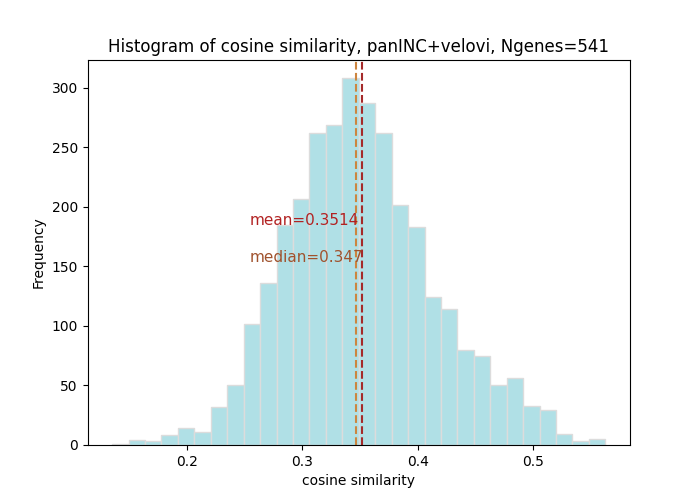 Histogram of cosine similarity, panINC+velovi, Ngenes=541
300
250
200
150
100
50
0
Frequency
mean=0.3514
median=0.347
0.2
0.3
0.4
0.5
cosine similarity